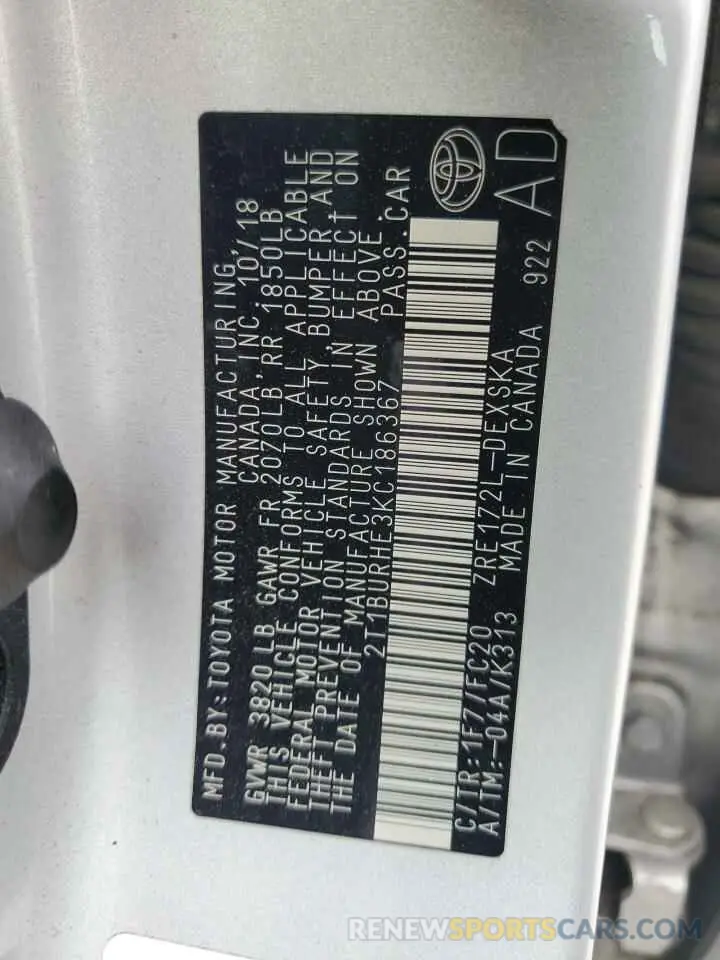 MFD.BY:TOYOTA MOTOR MANUFACTURING,
CANADA,INC. 10/18
GVWR 3820 LB GAWR FR 2070LB, RR 1850LB
THIS VEHICLE CONFORMS TO ALL APPLICABLE
FEDERAL MOTOR VEHICLE SAFETY, BUMPER, AND
THEFT PREVENTION STANDARDS IN EFFECT ON
THE DATE OF MANUFACTURE SHOWN ABOVE.
2T1BURHE3KC186367 PASS.CAR
C/TR:1F7/FC20 ZRE172L-DEXSKA
A/TM:-04A/K313 MADE IN CANADA 922
AD
RENEWSPORTSCARS.COM